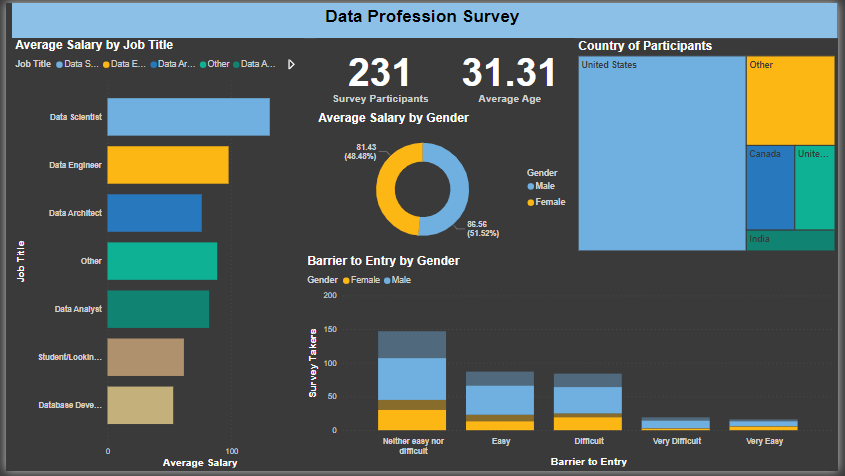 Data Profession Survey
Average Salary by Job Title
Job Title Data S... Data E... Data Ar... Other Data A...
Data Scientist
Data Engineer
Data Architect
Other
Data Analyst
Student/Lookin...
Database Deve...
Job Title
0 100
Average Salary
231
Survey Participants
31.31
Average Age
Average Salary by Gender
81.43
(48.48%)
86.56
(51.52%)
Gender
Male
Female
Country of Participants
United States
Other
Canada
Unite...
India
Barrier to Entry by Gender
Gender Female Male
200
150
100
50
0
Survey Takers
Neither easy nor
difficult
Easy
Difficult
Very Difficult
Very Easy
Barrier to Entry